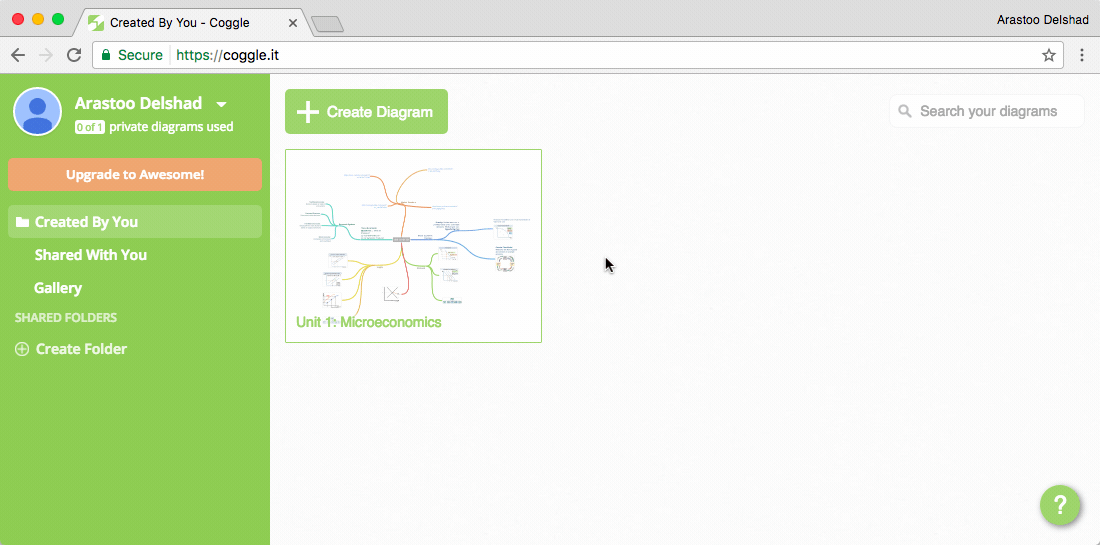 Created By You - Coggle
Arastoo Delshad
Secure
https://coggle.it
Arastoo Delshad
0 of 1 private diagrams used
Upgrade to Awesome!
Created By You
Shared With You
Gallery
SHARED FOLDERS
Create Folder
Create Diagram
Search your diagrams
Unit 1: Microeconomics
?